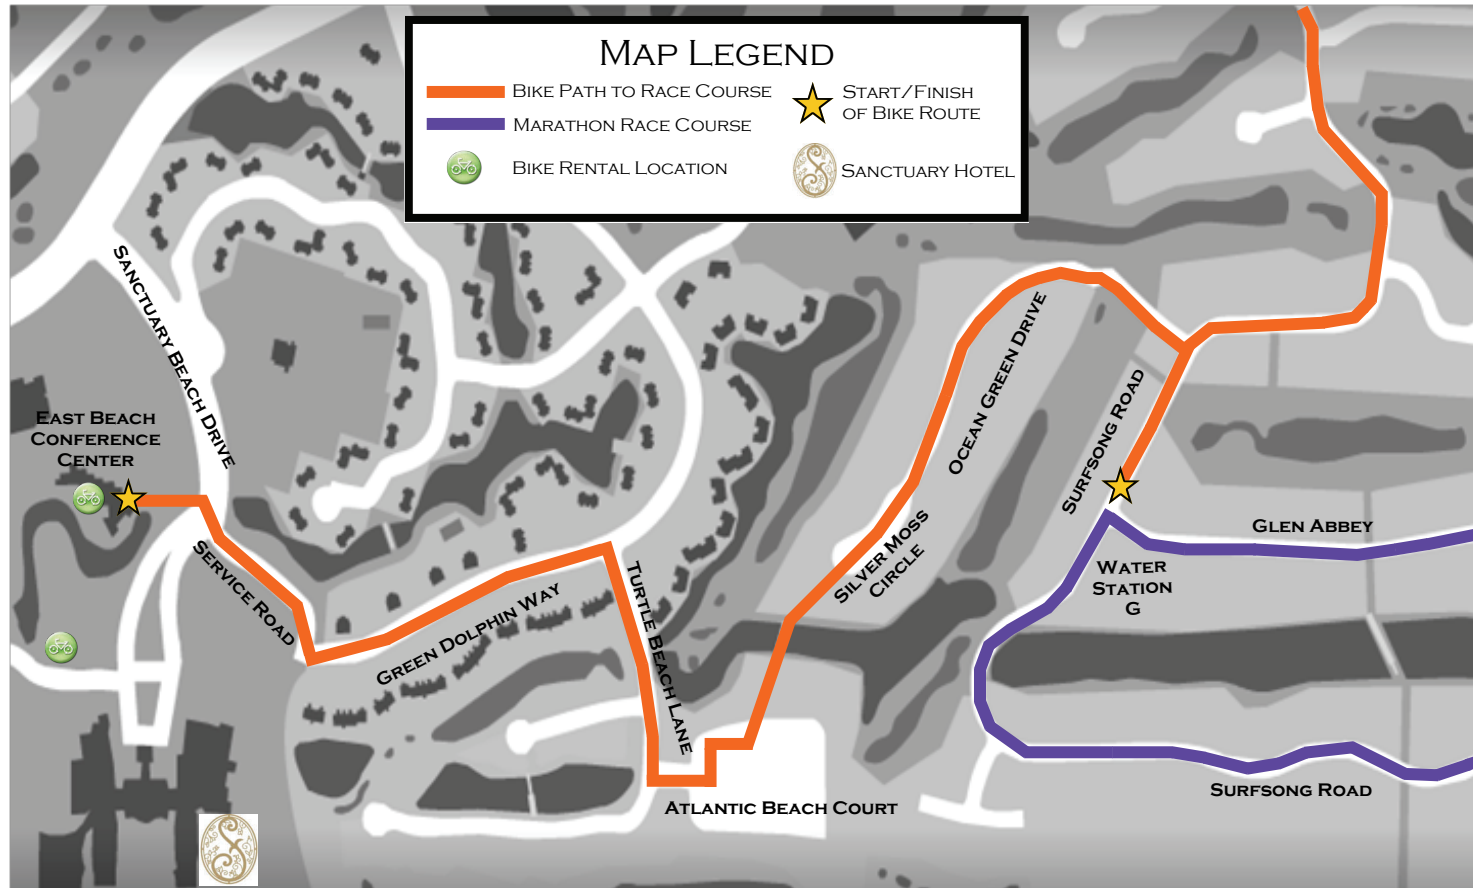 MAP LEGEND
BIKE PATH TO RACE COURSE
MARATHON RACE COURSE
BIKE RENTAL LOCATION
START/FINISH
OF BIKE ROUTE
SANCTUARY HOTEL
SANCTUARY BEACH DRIVE
EAST BEACH
CONFERENCE
CENTER
SERVICE ROAD
GREEN DOLPHIN WAY
TURTLE BEACH LANE
ATLANTIC BEACH COURT
SILVER MOSS
CIRCLE
OCEAN GREEN DRIVE
SURFSONG ROAD
GLEN ABBEY
WATER
STATION
G
SURFSONG ROAD